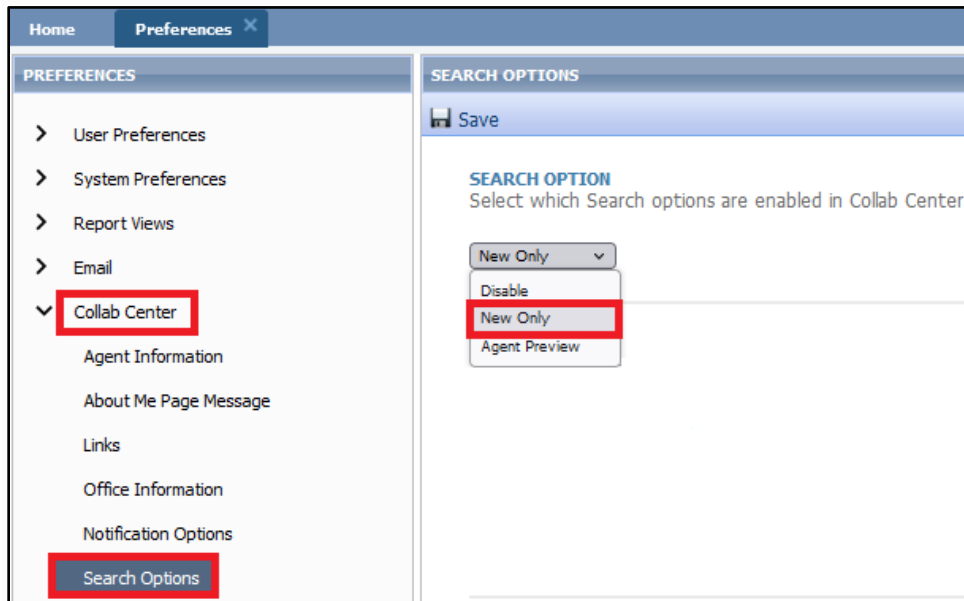 Home
Preferences
PREFERENCES
User Preferences
System Preferences
Report Views
Email
Collab Center
Agent Information
About Me Page Message
Links
Office Information
Notification Options
Search Options
SEARCH OPTIONS
Save
SEARCH OPTION
Select which Search options are enabled in Collab Center
New Only
Disable
New Only
Agent Preview